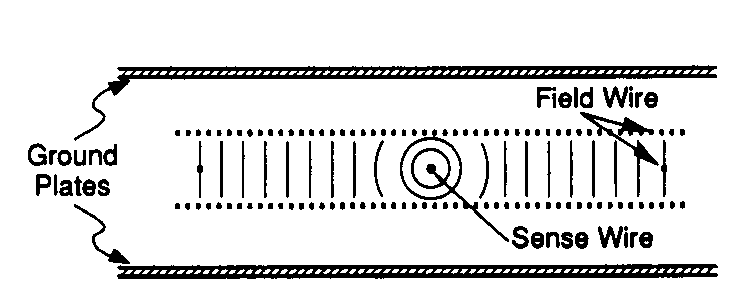 Field Wire
Ground
Plates
Sense Wire